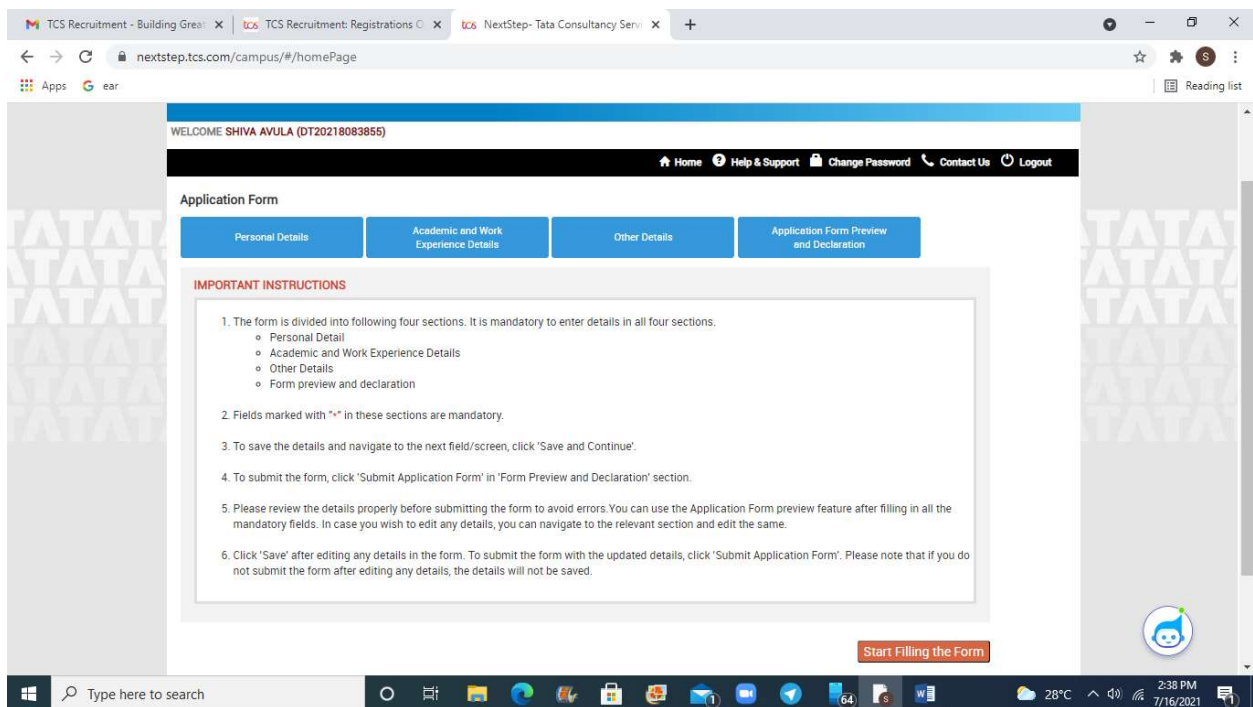 TCS Recruitment - Building Great
tcs TCS Recruitment: Registrations O
tcs NextStep- Tata Consultancy Servi
nextstep.tcs.com/campus/#/homePage
S
Apps G ear
Reading list
WELCOME SHIVA AVULA (DT20218083855)
Home ? Help & Support Change Password Contact Us Logout
Application Form
Personal Details
Academic and Work
Experience Details
Other Details
Application Form Preview
and Declaration
IMPORTANT INSTRUCTIONS
1. The form is divided into following four sections. It is mandatory to enter details in all four sections.
Personal Detail
Academic and Work Experience Details
Other Details
Form preview and declaration
2. Fields marked with "*" in these sections are mandatory.
3. To save the details and navigate to the next field/screen, click 'Save and Continue'.
4. To submit the form, click 'Submit Application Form' in 'Form Preview and Declaration' section.
5. Please review the details properly before submitting the form to avoid errors.You can use the Application Form preview feature after filling in all the
mandatory fields. In case you wish to edit any details, you can navigate to the relevant section and edit the same.
6. Click 'Save' after editing any details in the form. To submit the form with the updated details, click 'Submit Application Form'. Please note that if you do
not submit the form after editing any details, the details will not be saved.
Start Filling the Form
Type here to search
1
64
S
W
28°C
2:38 PM
7/16/2021